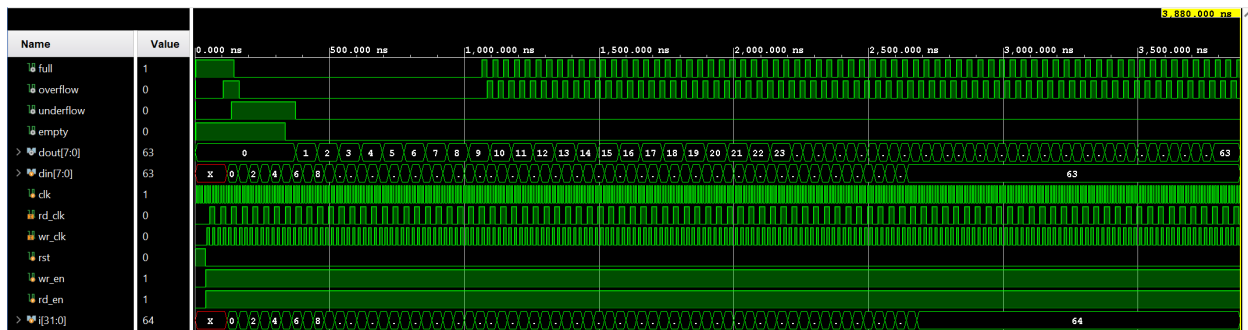 3,880.000 ns
Name Value 0.000 ns 500.000 ns 1,000.000 ns 1,500.000 ns 2,000.000 ns 2,500.000 ns 3,000.000 ns 3,500.000 ns
full 1
overflow 0
underflow 0
empty 0
dout[7:0] 63 0 1 2 3 4 5 6 7 8 9 10 11 12 13 14 15 16 17 18 19 20 21 22 23 . . . . . . . . . . . . . . . . . . . . 63
din[7:0] 63 X 0 2 4 6 8 . . . . . . . . . . . . . . . . . . . . 63
clk 1
rd_clk 0
wr_clk 0
rst 0
wr_en 1
rd_en 1
i[31:0] 64 X 0 2 4 6 8 . . . . . . . . . . . . . . . . . . . . 64